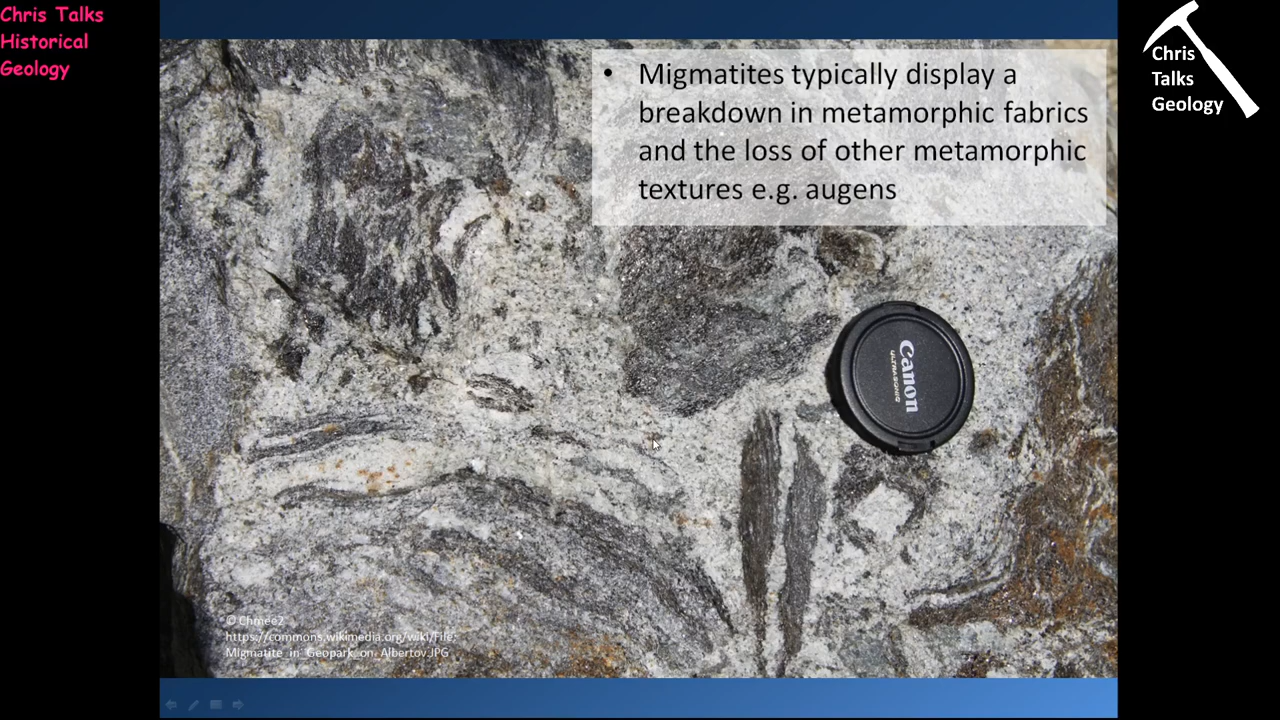 Chris Talks
Historical
Geology
Chris
Talks
Geology
• Migmatites typically display a
breakdown in metamorphic fabrics
and the loss of other metamorphic
textures e.g. augens
Canon
ULTRASONIC
© Chmee2
https://commons.wikimedia.org/wiki/File:
Migmatite_in_Geopark_on_Albertov.JPG